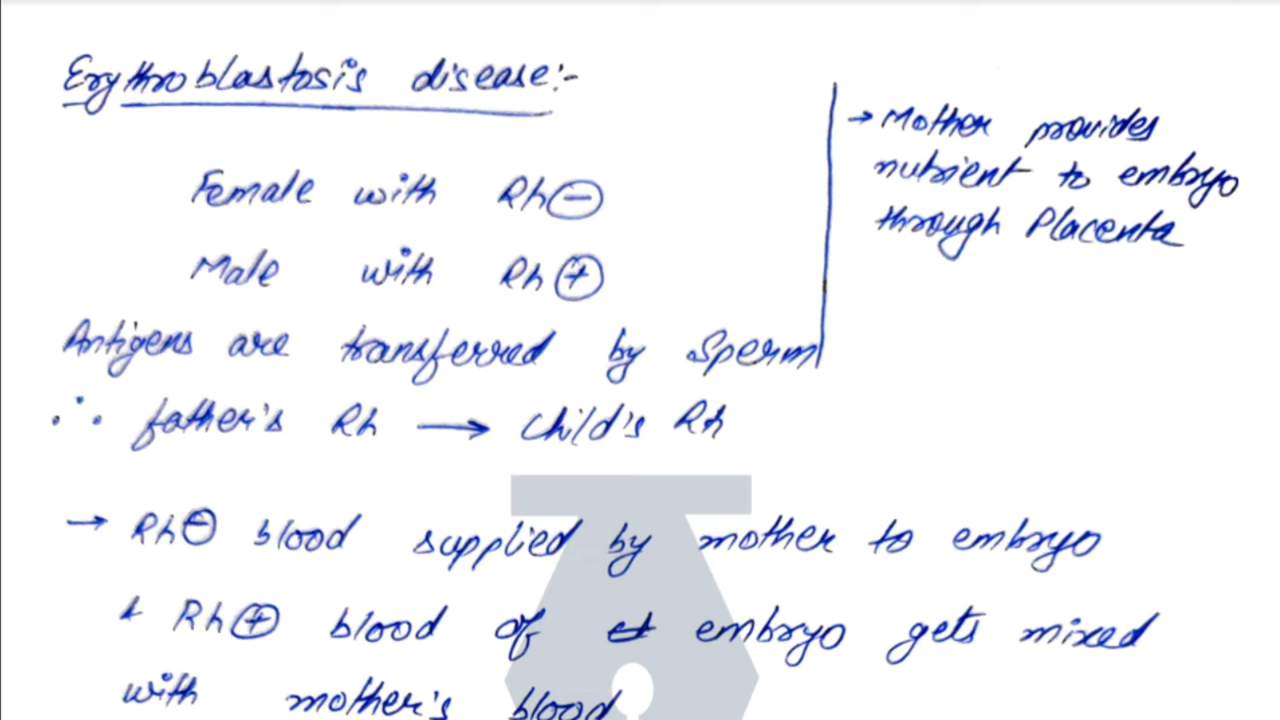 Erythroblastosis disease:-
Female with Rh⊖
Male with Rh⊕
Antigens are transferred by Sperm
∴ father's Rh → Child's Rh
→ Mother provides
nutrient to embryo
through Placenta
→ Rh⊖ blood supplied by mother to embryo
& Rh⊕ blood of embryo gets mixed
with mother's blood